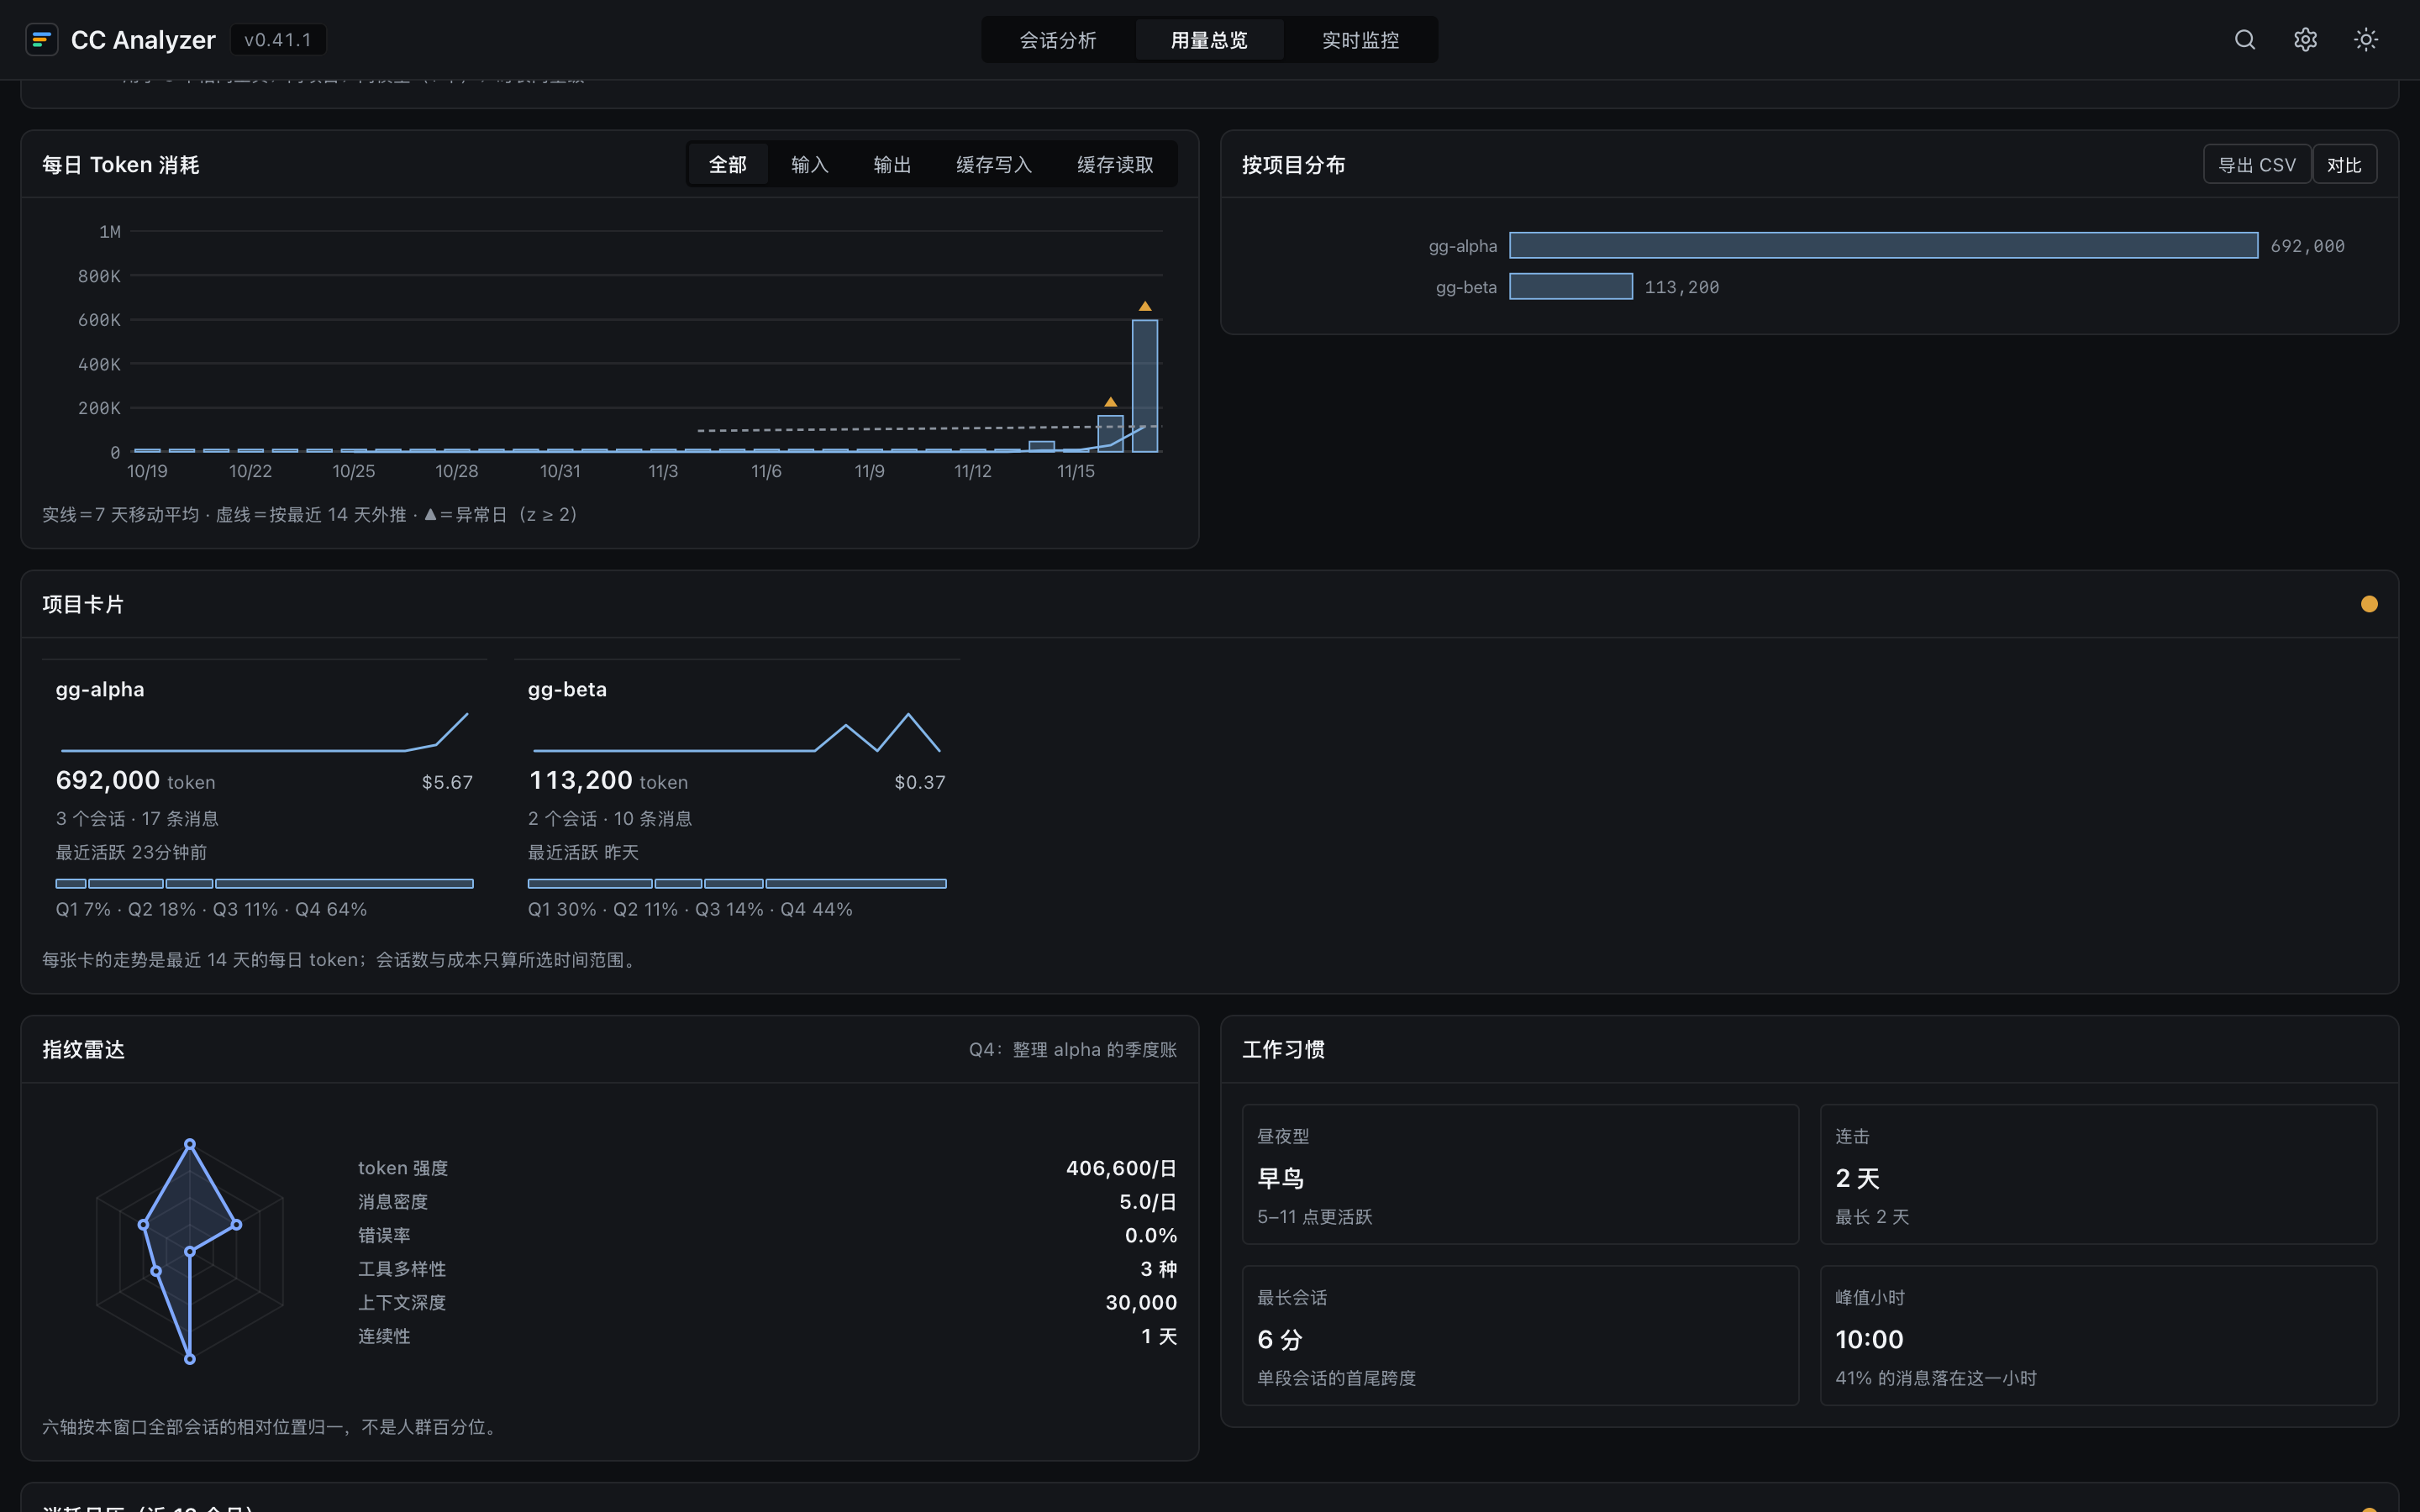 CC Analyzer v0.41.1
会话分析 用量总览 实时监控
每日 Token 消耗
全部 输入 输出 缓存写入 缓存读取
1M
800K
600K
400K
200K
0
10/19 10/22 10/25 10/28 10/31 11/3 11/6 11/9 11/12 11/15
实线=7 天移动平均 · 虚线=按最近 14 天外推 · ▲=异常日（z ≥ 2）
按项目分布
导出 CSV 对比
gg-alpha 692,000
gg-beta 113,200
项目卡片
gg-alpha
692,000 token $5.67
3 个会话 · 17 条消息
最近活跃 23分钟前
Q1 7% · Q2 18% · Q3 11% · Q4 64%
gg-beta
113,200 token $0.37
2 个会话 · 10 条消息
最近活跃 昨天
Q1 30% · Q2 11% · Q3 14% · Q4 44%
每张卡的走势是最近 14 天的每日 token；会话数与成本只算所选时间范围。
指纹雷达
Q4：整理 alpha 的季度账
token 强度 406,600/日
消息密度 5.0/日
错误率 0.0%
工具多样性 3 种
上下文深度 30,000
连续性 1 天
六轴按本窗口全部会话的相对位置归一，不是人群百分位。
工作习惯
昼夜型
早鸟
5–11 点更活跃
连击
2 天
最长 2 天
最长会话
6 分
单段会话的首尾跨度
峰值小时
10:00
41% 的消息落在这一小时